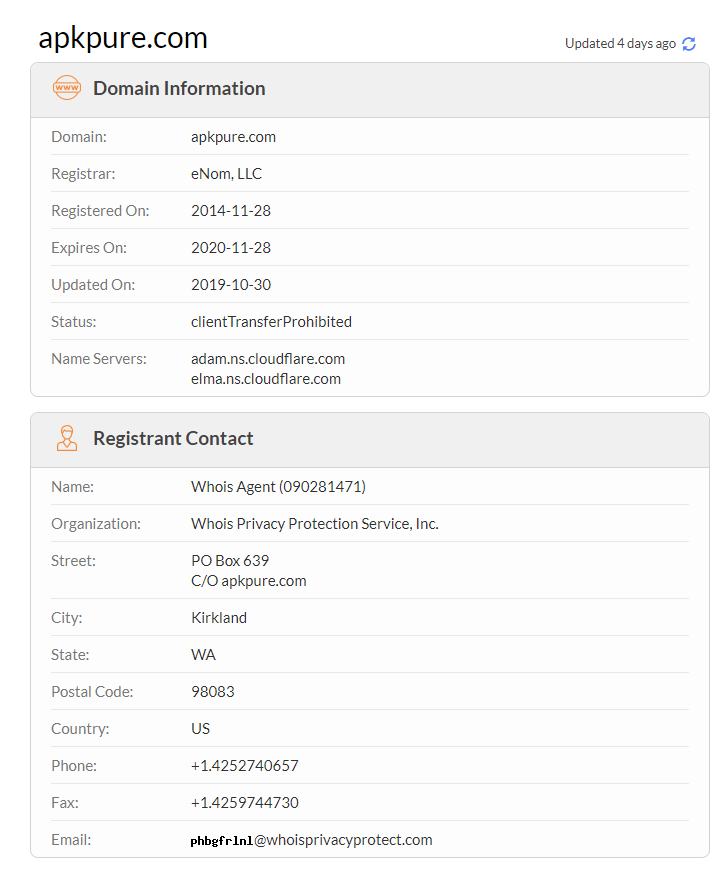 apkpure.com
Updated 4 days ago
www
Domain Information
Domain: apkpure.com
Registrar: eNom, LLC
Registered On: 2014-11-28
Expires On: 2020-11-28
Updated On: 2019-10-30
Status: clientTransferProhibited
Name Servers: adam.ns.cloudflare.com
elma.ns.cloudflare.com
Registrant Contact
Name: Whois Agent (090281471)
Organization: Whois Privacy Protection Service, Inc.
Street: PO Box 639
C/O apkpure.com
City: Kirkland
State: WA
Postal Code: 98083
Country: US
Phone: +1.4252740657
Fax: +1.4259744730
Email: phbgfrlnl@whoisprivacyprotect.com